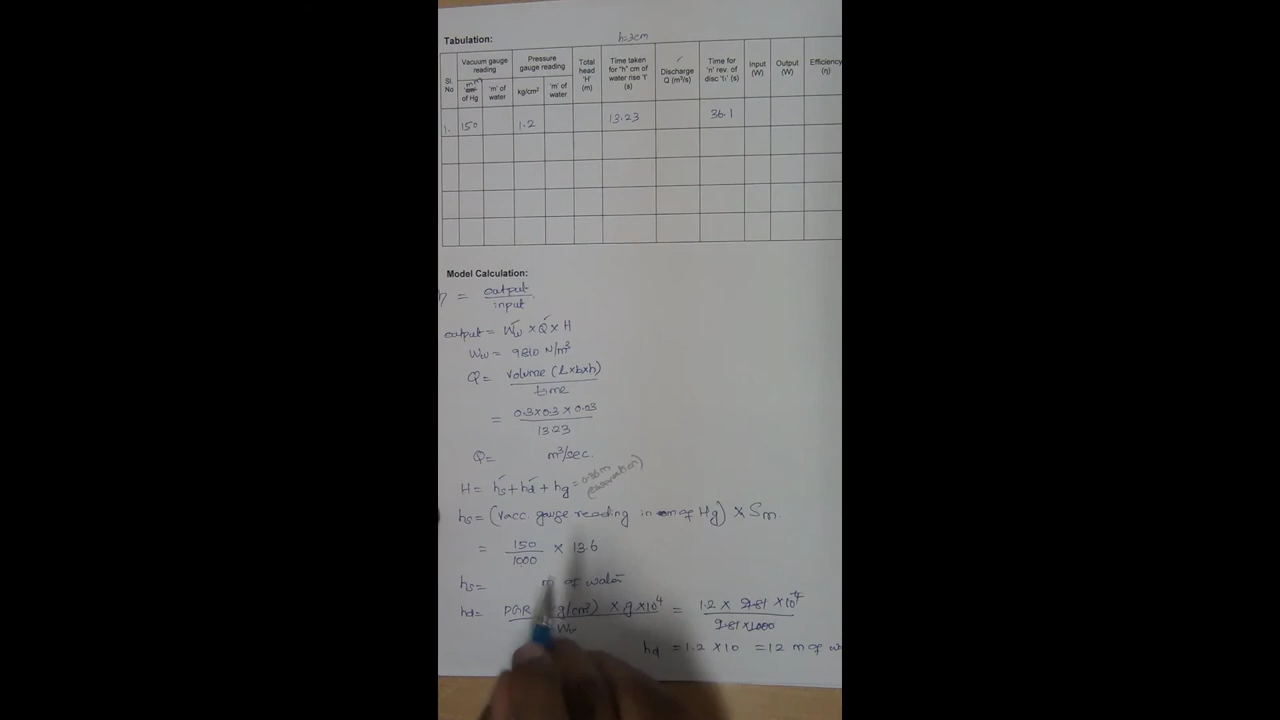 Tabulation:
h=3cm
Sl. No
Vacuum gauge reading
Pressure gauge reading
Total head 'H' (m)
Time taken for "h" cm of water rise 't' (s)
Discharge Q (m³/s)
Time for 'n' rev. of disc 't₁' (s)
Input (W)
Output (W)
Efficiency (η)
mm of Hg
'm' of water
kg/cm²
'm' of water
1. 150 1.2 13.23 36.1
Model Calculation:
η = output / input
output = Ww × Q × H
Ww = 9810 N/m³
Q = Volume (l×b×h) / time
= 0.3×0.3×0.03 / 13.23
Q = m³/sec.
H = hs + hd + hg =
hs = (vacc. gauge reading in m of Hg) × Sm.
= 150/1000 × 13.6
hs = m of water
hd = PGR g/cm²) × g×10⁴ / Ww = 1.2 × 9.81 × 10⁴ / 9.81×1000
hd = 1.2 × 10 = 12 m of